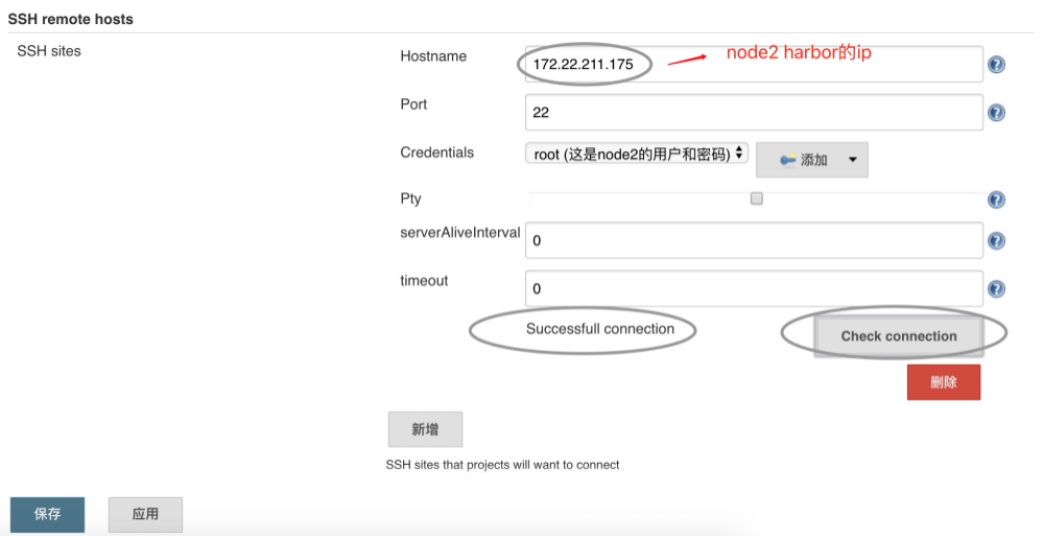 SSH remote hosts
SSH sites
Hostname
172.22.211.175
node2 harbor的ip
Port
22
Credentials
root (这是node2的用户和密码)
添加
Pty
serverAliveInterval
0
timeout
0
Successfull connection
Check connection
删除
新增
SSH sites that projects will want to connect
保存
应用